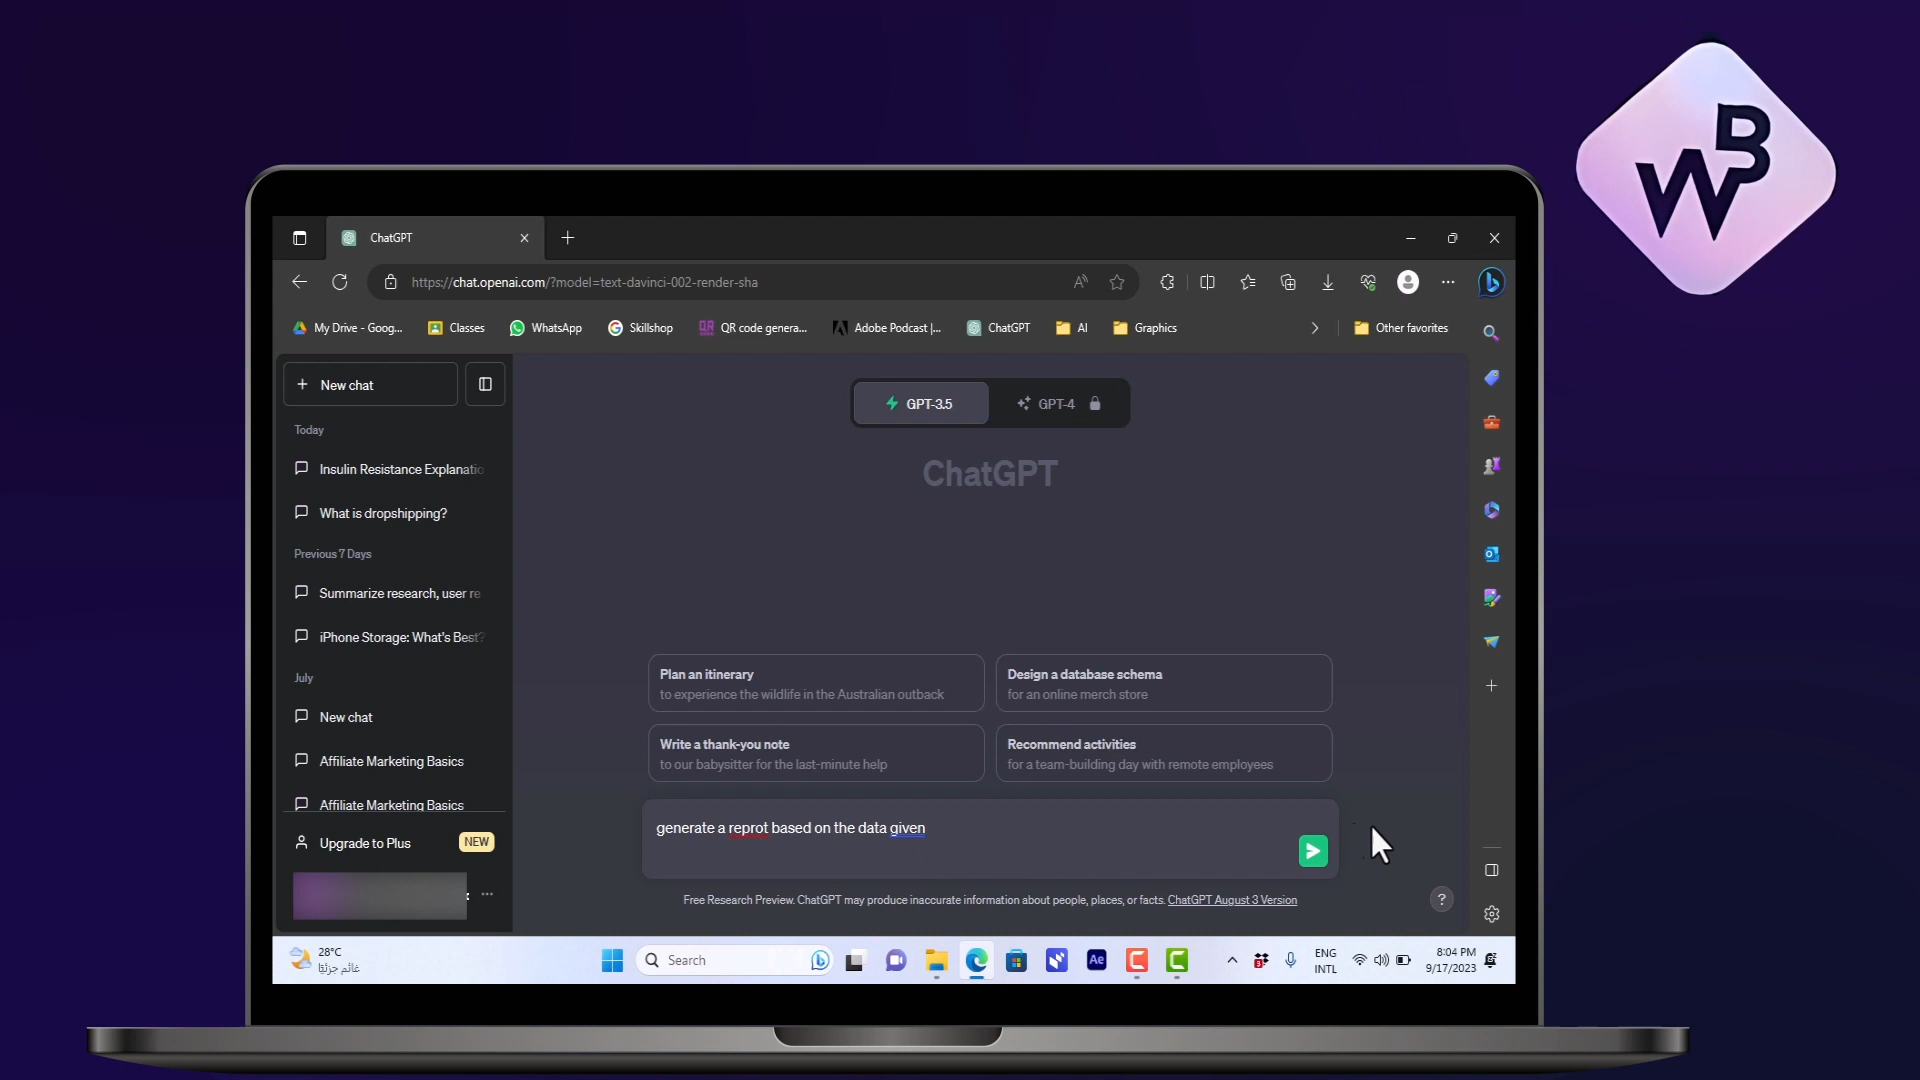 WB
ChatGPT
https://chat.openai.com/?model=text-davinci-002-render-sha
My Drive - Goog...
Classes
WhatsApp
Skillshop
QR code genera...
Adobe Podcast |...
ChatGPT
AI
Graphics
Other favorites
New chat
Today
Insulin Resistance Explanatio
What is dropshipping?
Previous 7 Days
Summarize research, user re
iPhone Storage: What's Best?
July
New chat
Affiliate Marketing Basics
Affiliate Marketing Basics
Upgrade to Plus
NEW
GPT-3.5
GPT-4
ChatGPT
Plan an itinerary
to experience the wildlife in the Australian outback
Design a database schema
for an online merch store
Write a thank-you note
to our babysitter for the last-minute help
Recommend activities
for a team-building day with remote employees
generate a reprot based on the data given
Free Research Preview. ChatGPT may produce inaccurate information about people, places, or facts. ChatGPT August 3 Version
?
28°C
غائم جزئيًا
Search
Ae
ENG
INTL
8:04 PM
9/17/2023